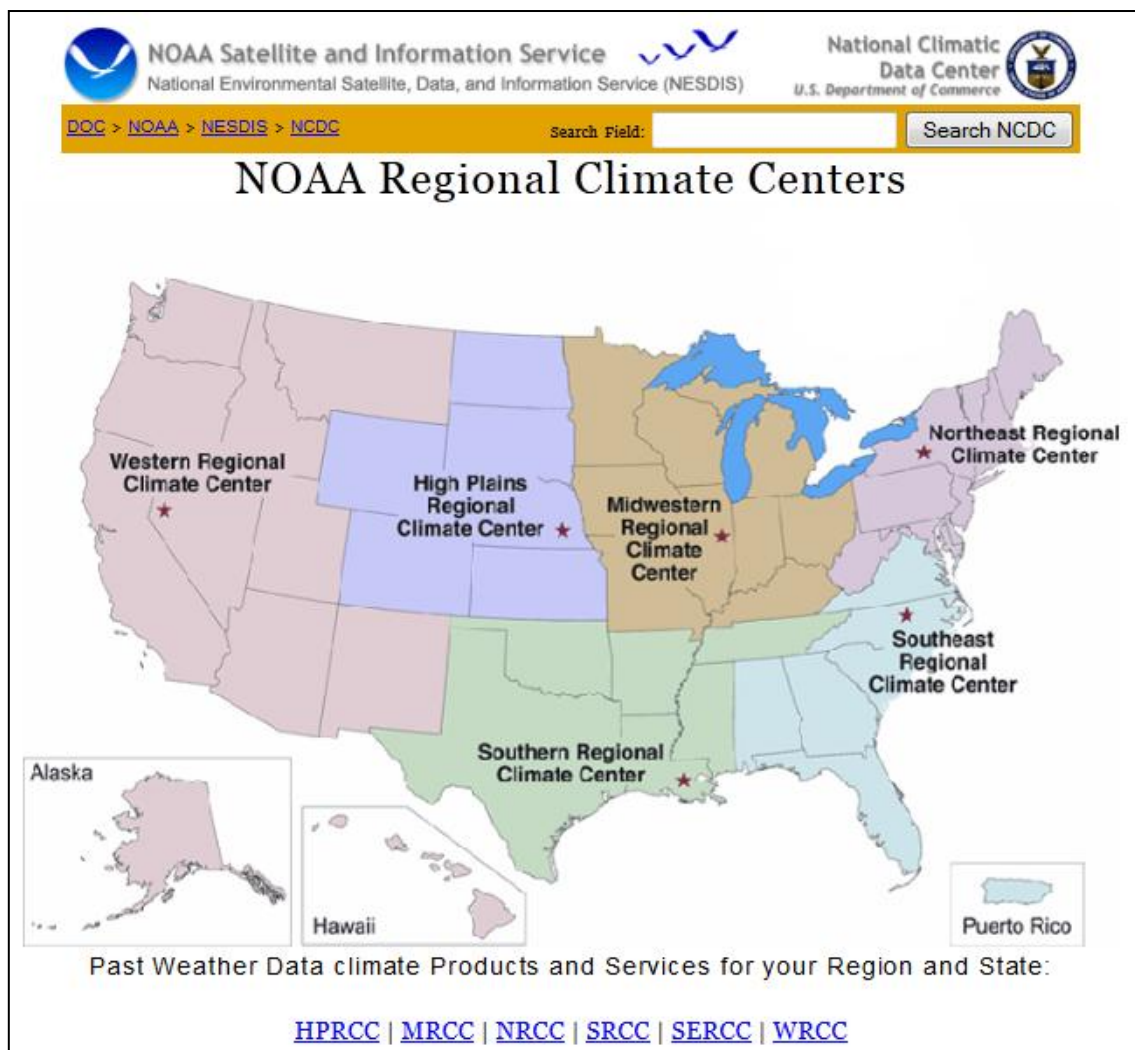 NOAA Satellite and Information Service
National Environmental Satellite, Data, and Information Service (NESDIS)
National Climatic
Data Center
U.S. Department of Commerce
DOC > NOAA > NESDIS > NCDC
Search Field:
Search NCDC
NOAA Regional Climate Centers
Western Regional
Climate Center
High Plains
Regional
Climate Center
Midwestern
Regional
Climate
Center
Northeast Regional
Climate Center
Southeast
Regional
Climate Center
Southern Regional
Climate Center
Alaska
Hawaii
Puerto Rico
Past Weather Data climate Products and Services for your Region and State:
HPRCC | MRCC | NRCC | SRCC | SERCC | WRCC